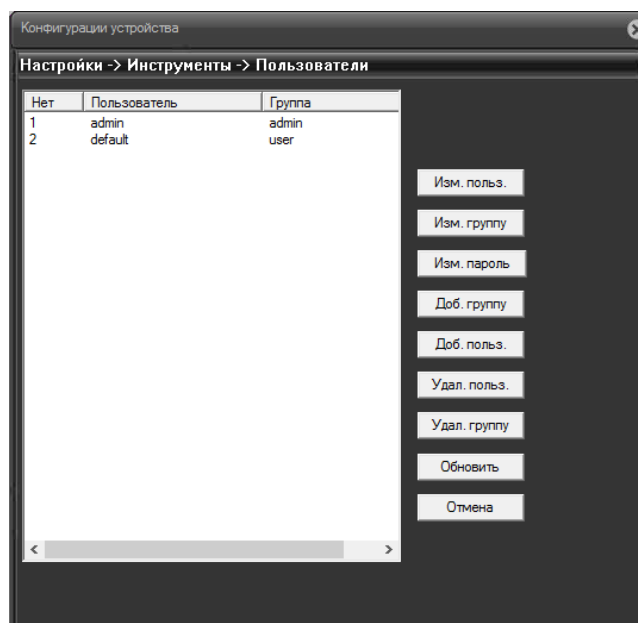 Конфигурации устройства
Настройки -> Инструменты -> Пользователи
Нет Пользователь Группа
1 admin admin
2 default user
Изм. польз.
Изм. группу
Изм. пароль
Доб. группу
Доб. польз.
Удал. польз.
Удал. группу
Обновить
Отмена